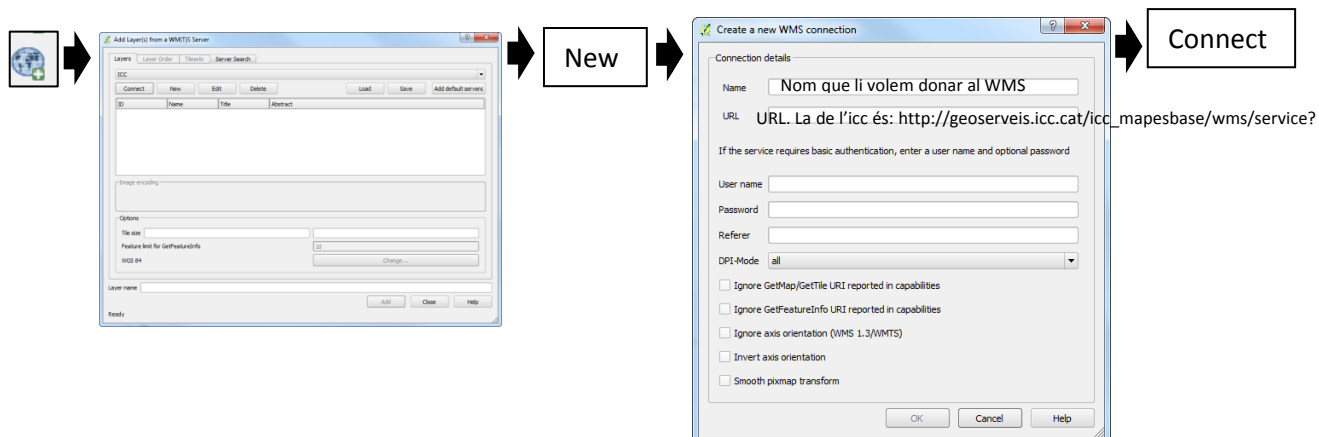 Add Layer(s) from a WM(T)S Server
Layers Layer Order Tilesets Server Search
ICC
Connect New Edit Delete Load Save Add default servers
ID Name Title Abstract
Image encoding
Options
Tile size
Feature limit for GetFeatureInfo 10
WGS 84 Change...
Layer name
Add Close Help
Ready
New
Create a new WMS connection
Connection details
Name Nom que li volem donar al WMS
URL URL. La de l'icc és: http://geoserveis.icc.cat/icc_mapesbase/wms/service?
If the service requires basic authentication, enter a user name and optional password
User name
Password
Referer
DPI-Mode all
Ignore GetMap/GetTile URI reported in capabilities
Ignore GetFeatureInfo URI reported in capabilities
Ignore axis orientation (WMS 1.3/WMTS)
Invert axis orientation
Smooth pixmap transform
OK Cancel Help
Connect